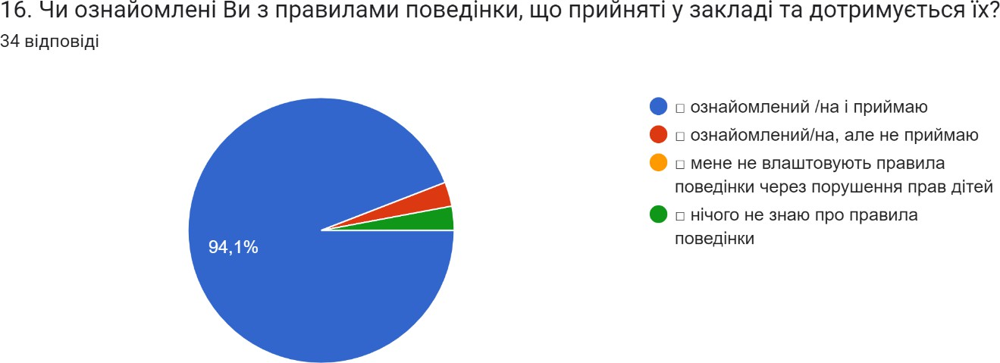 16. Чи ознайомлені Ви з правилами поведінки, що прийняті у закладі та дотримується їх?
34 відповіді
94,1%
□ ознайомлений /на і приймаю
□ ознайомлений/на, але не приймаю
□ мене не влаштовують правила
поведінки через порушення прав дітей
□ нічого не знаю про правила
поведінки